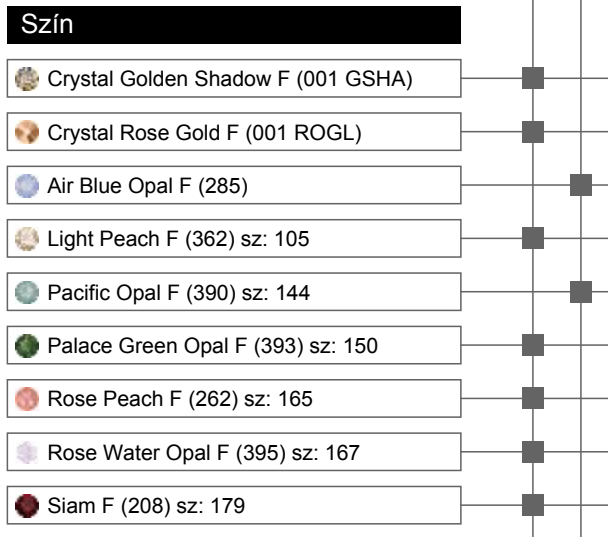 Szín
Crystal Golden Shadow F (001 GSHA)
Crystal Rose Gold F (001 ROGL)
Air Blue Opal F (285)
Light Peach F (362) sz: 105
Pacific Opal F (390) sz: 144
Palace Green Opal F (393) sz: 150
Rose Peach F (262) sz: 165
Rose Water Opal F (395) sz: 167
Siam F (208) sz: 179